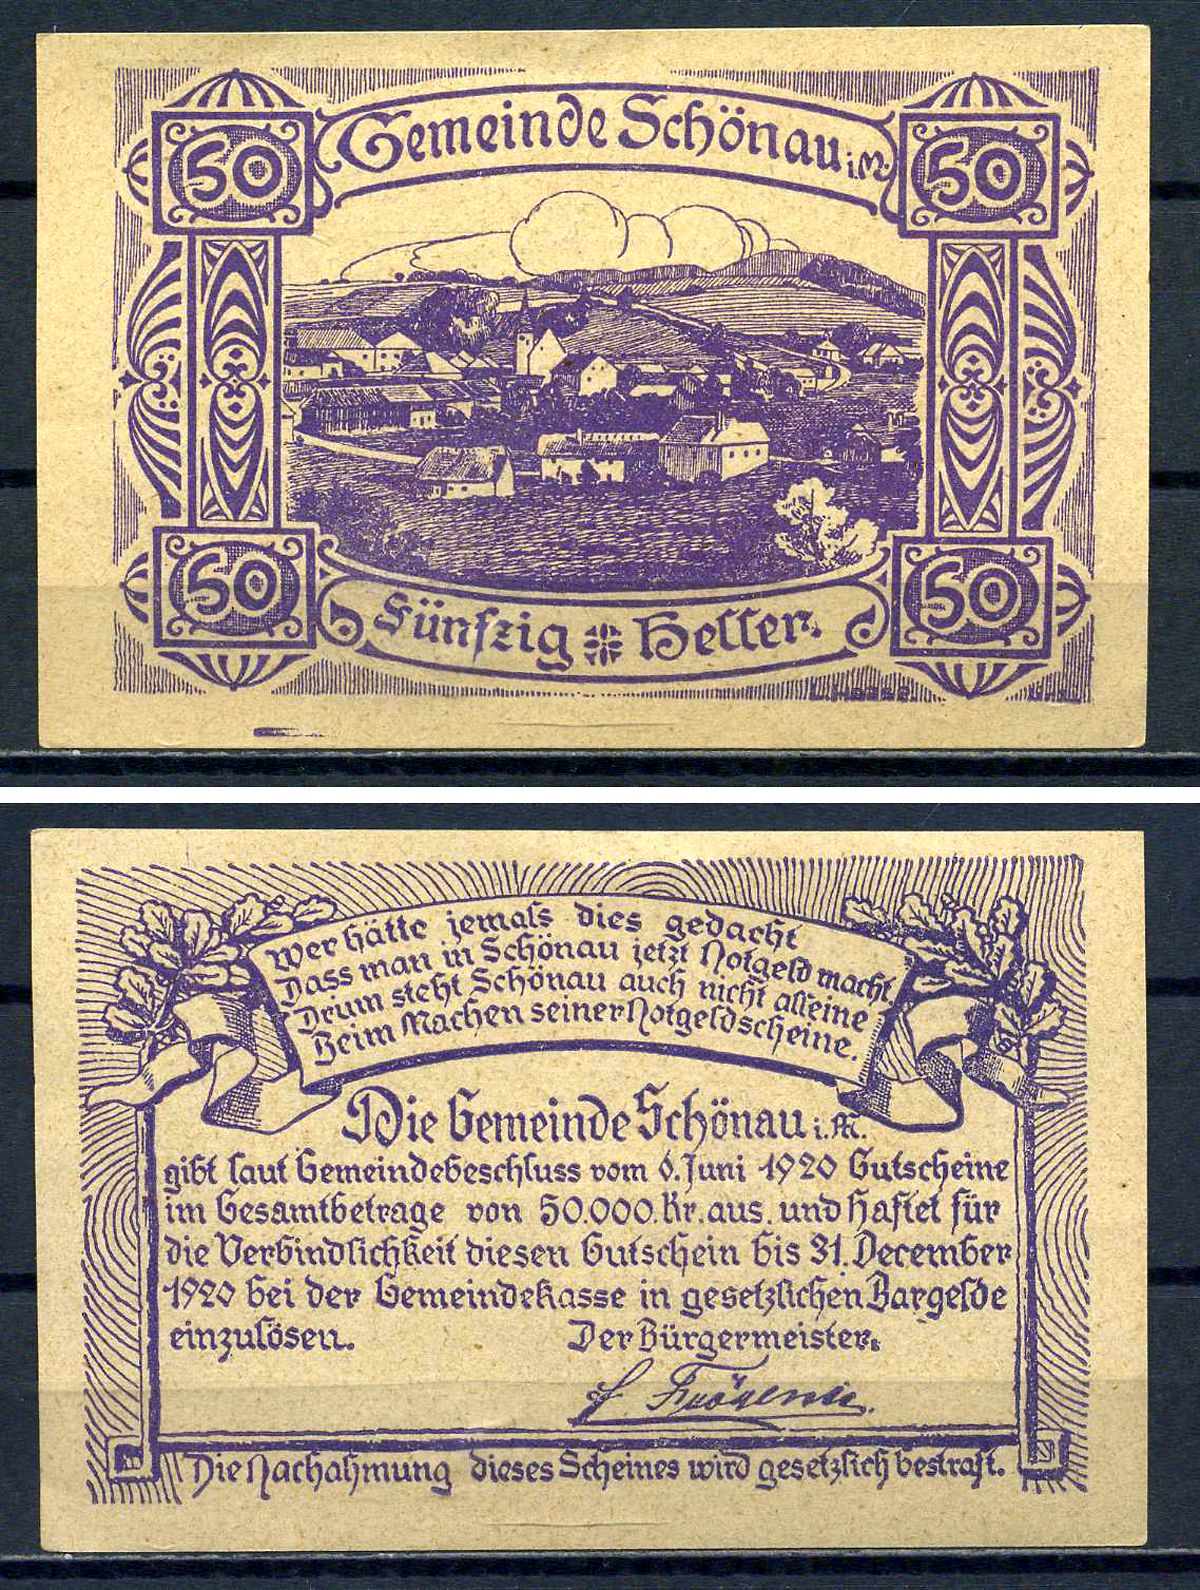 50
Gemeinde Schönau i.M.
50
50
Fünfzig Heller.
50
L. Haase.
Wer hätte jemals dies gedacht
Dass man in Schönau jetzt Notgeld macht.
Drum steht Schönau auch nicht alleine
Beim Machen seiner Notgeldscheine.
Die Gemeinde Schönau i.M.
gibt laut Gemeindebeschluss vom 6. Juni 1920 Gutscheine
im Gesamtbetrage von 50.000. Kr. aus. und haftet für
die Verbindlichkeit diesen Gutschein bis 31. December
1920 bei der Gemeindekasse in gesetzlichen Bargelde
einzulösen. Der Bürgermeister:
Die Nachahmung dieses Scheines wird gesetzlich bestraft.